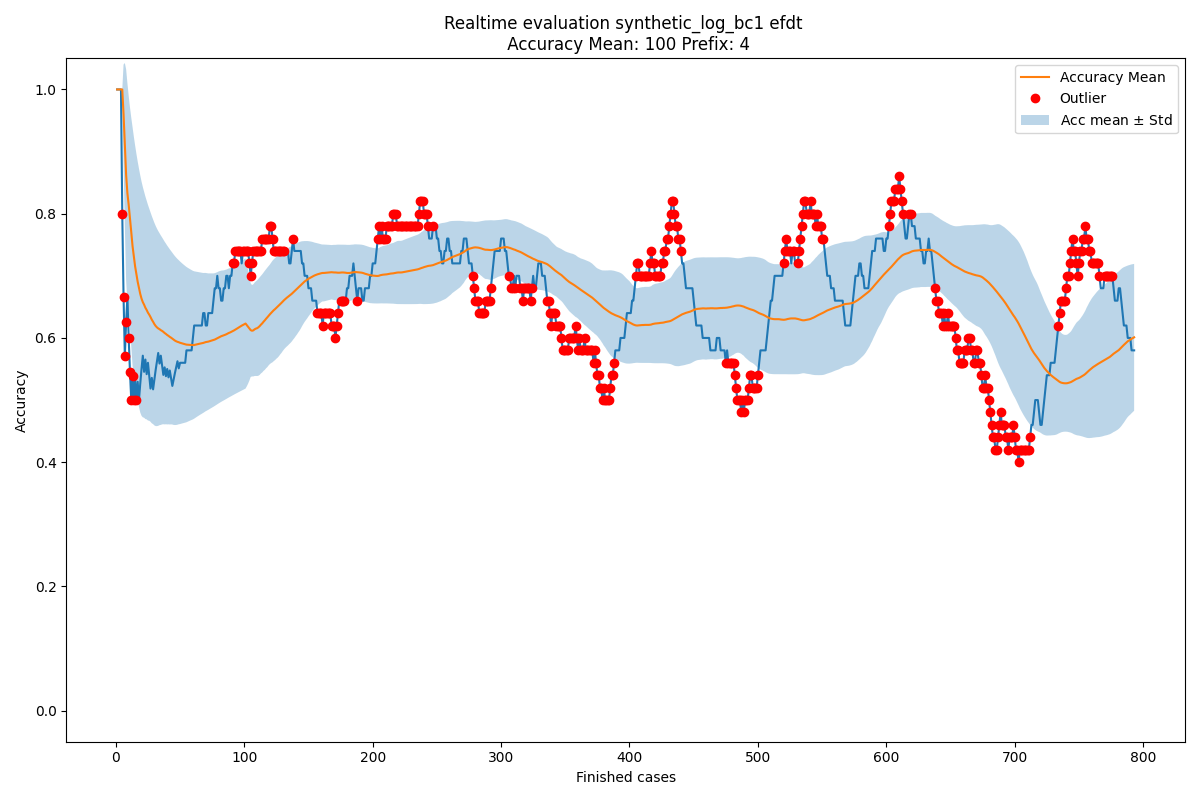 Realtime evaluation synthetic_log_bc1 efdt
Accuracy Mean: 100 Prefix: 4
Accuracy Mean
Outlier
Acc mean ± Std
Accuracy
1.0
0.8
0.6
0.4
0.2
0.0
0 100 200 300 400 500 600 700 800
Finished cases